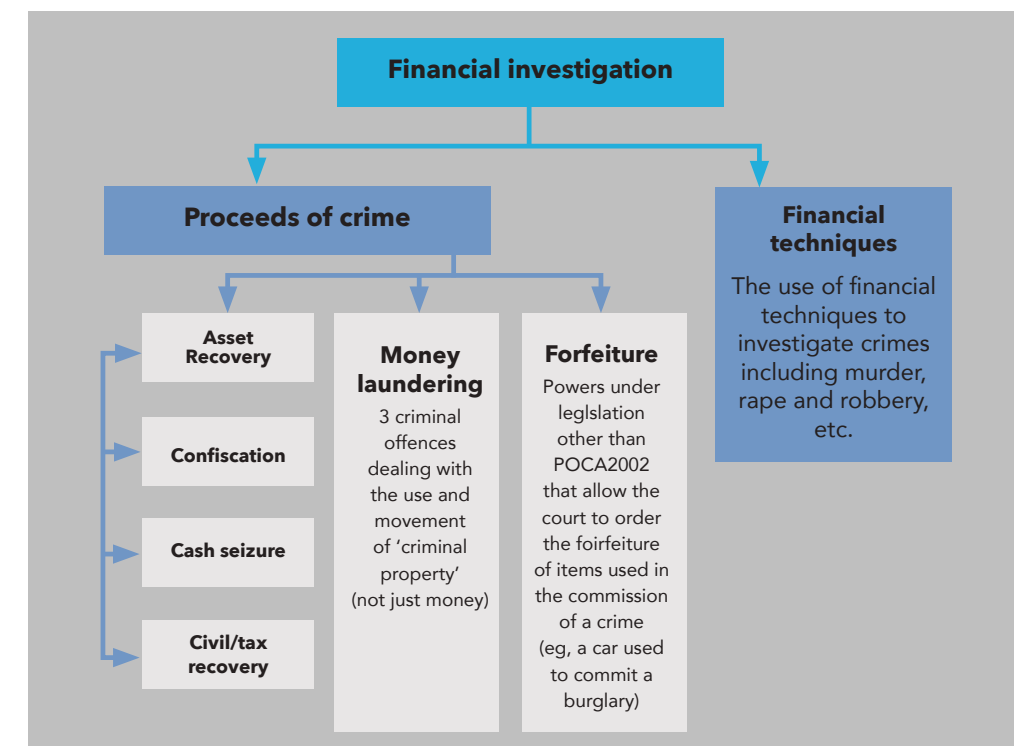 Financial investigation
Proceeds of crime
Financial
techniques
The use of financial
techniques to
investigate crimes
including murder,
rape and robbery,
etc.
Asset
Recovery
Confiscation
Cash seizure
Civil/tax
recovery
Money
laundering
3 criminal
offences
dealing with
the use and
movement
of ‘criminal
property’
(not just money)
Forfeiture
Powers under
leglslation
other than
POCA2002
that allow the
court to order
the foirfeiture
of items used in
the commission
of a crime
(eg, a car used
to commit a
burglary)